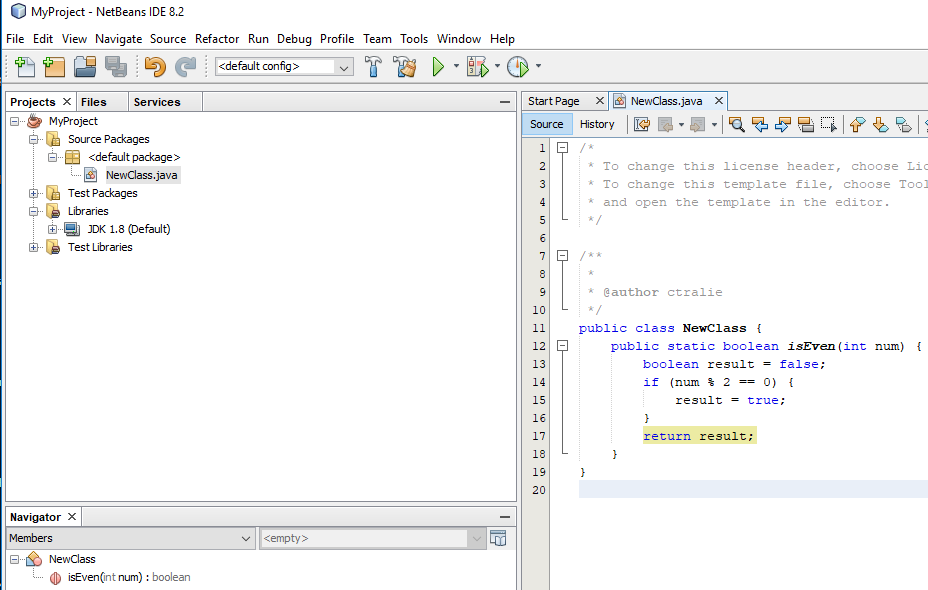 MyProject - NetBeans IDE 8.2
File Edit View Navigate Source Refactor Run Debug Profile Team Tools Window Help
<default config>
Projects Files Services
MyProject
Source Packages
<default package>
NewClass.java
Test Packages
Libraries
JDK 1.8 (Default)
Test Libraries
Navigator
Members <empty>
NewClass
isEven(int num) : boolean
Start Page NewClass.java
Source History
1 /*
2 * To change this license header, choose Lic
3 * To change this template file, choose Tool
4 * and open the template in the editor.
5 */
6
7 /**
8 *
9 * @author ctralie
10 */
11 public class NewClass {
12 public static boolean isEven(int num) {
13 boolean result = false;
14 if (num % 2 == 0) {
15 result = true;
16 }
17 return result;
18 }
19 }
20